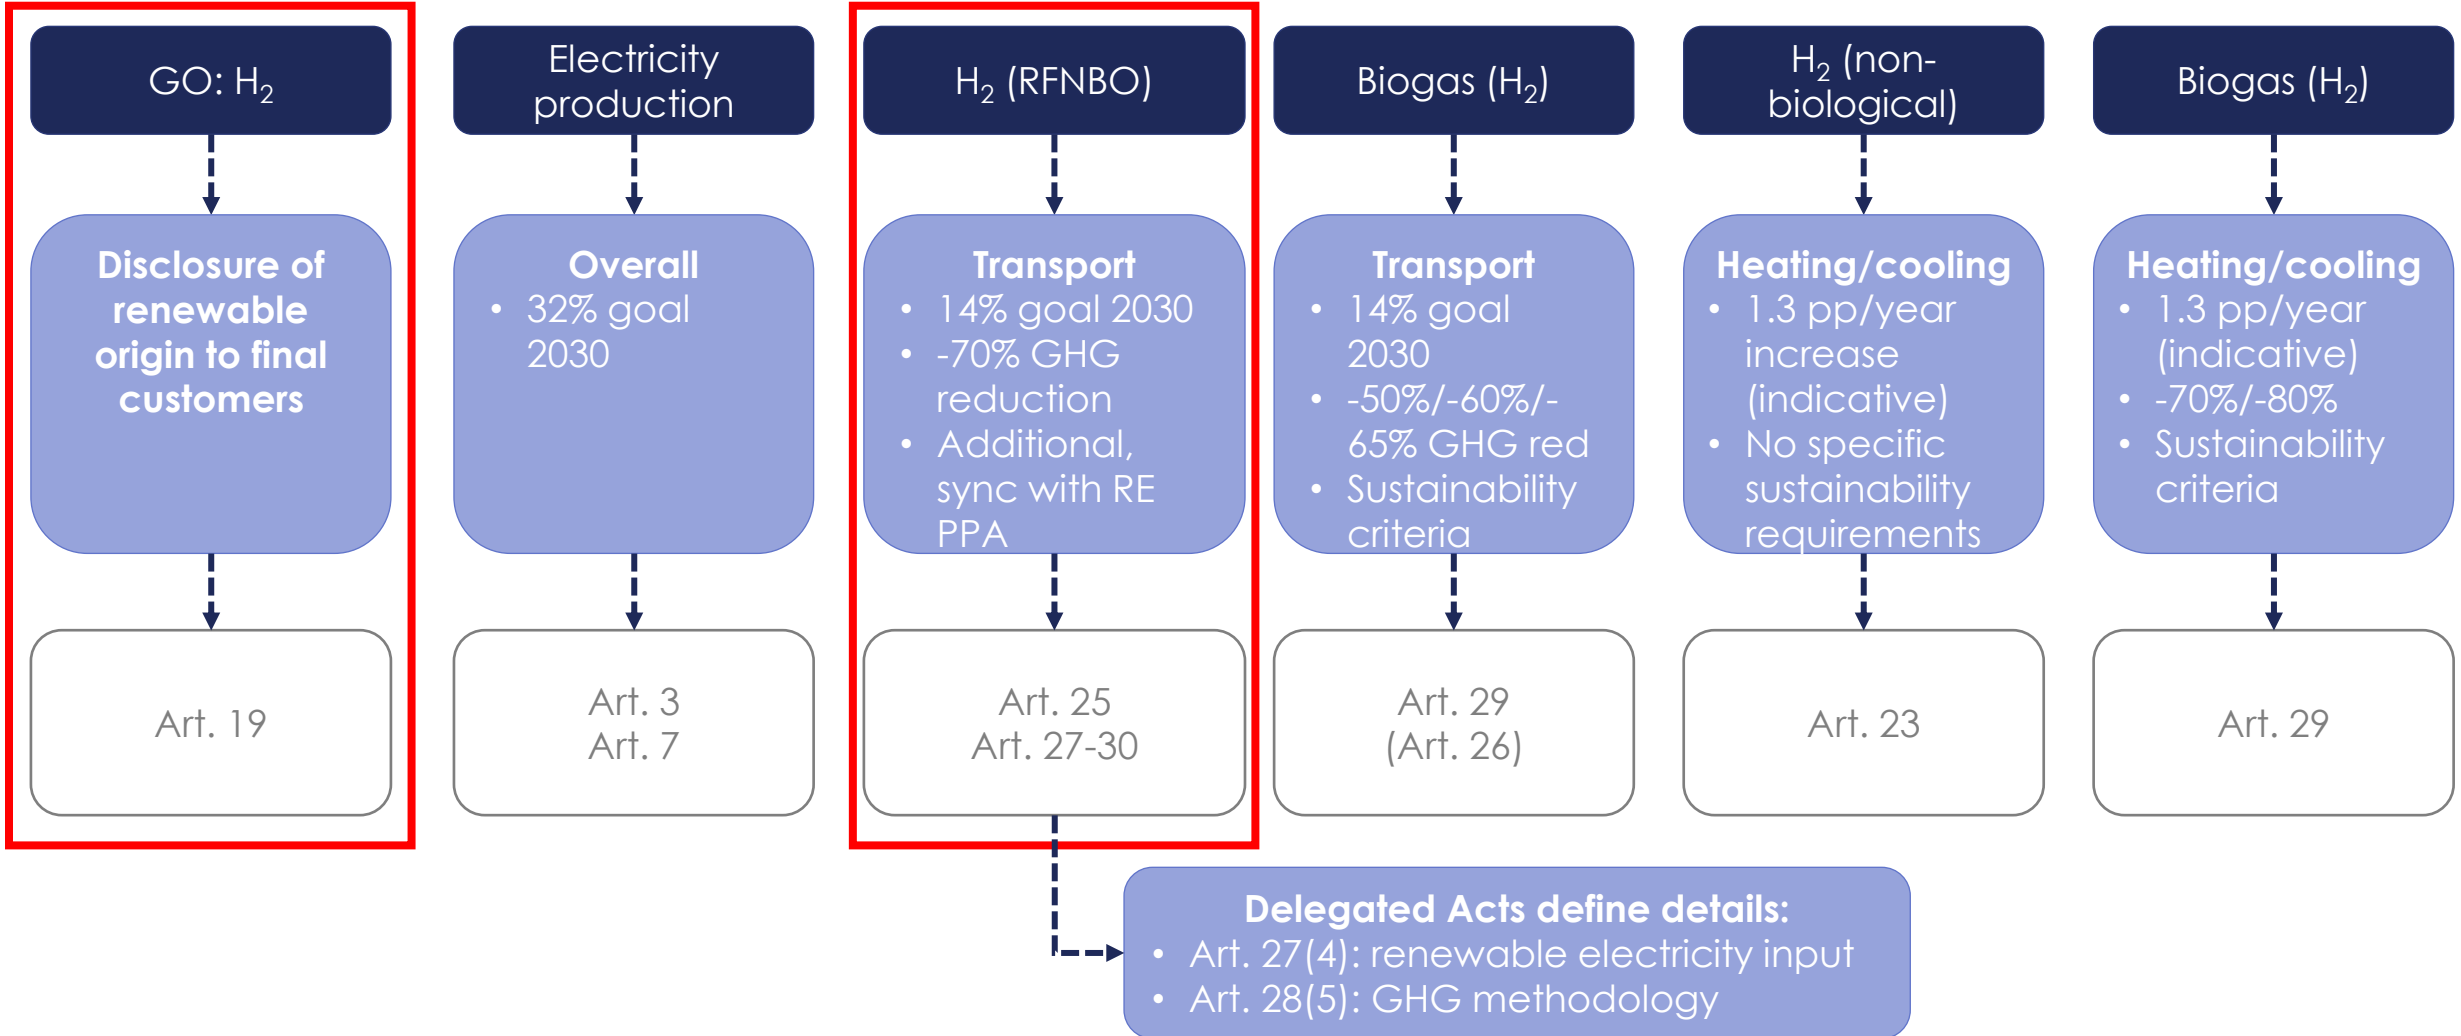 GO: H₂
Disclosure of
renewable
origin to final
customers
Art. 19
Electricity
production
Overall
• 32% goal
2030
Art. 3
Art. 7
H₂ (RFNBO)
Transport
• 14% goal 2030
• -70% GHG
reduction
• Additional,
sync with RE
PPA
Art. 25
Art. 27-30
Biogas (H₂)
Transport
• 14% goal
2030
• -50%/-60%/-
65% GHG red
• Sustainability
criteria
Art. 29
(Art. 26)
H₂ (non-
biological)
Heating/cooling
• 1.3 pp/year
increase
(indicative)
• No specific
sustainability
requirements
Art. 23
Biogas (H₂)
Heating/cooling
• 1.3 pp/year
(indicative)
• -70%/-80%
• Sustainability
criteria
Art. 29
Delegated Acts define details:
• Art. 27(4): renewable electricity input
• Art. 28(5): GHG methodology